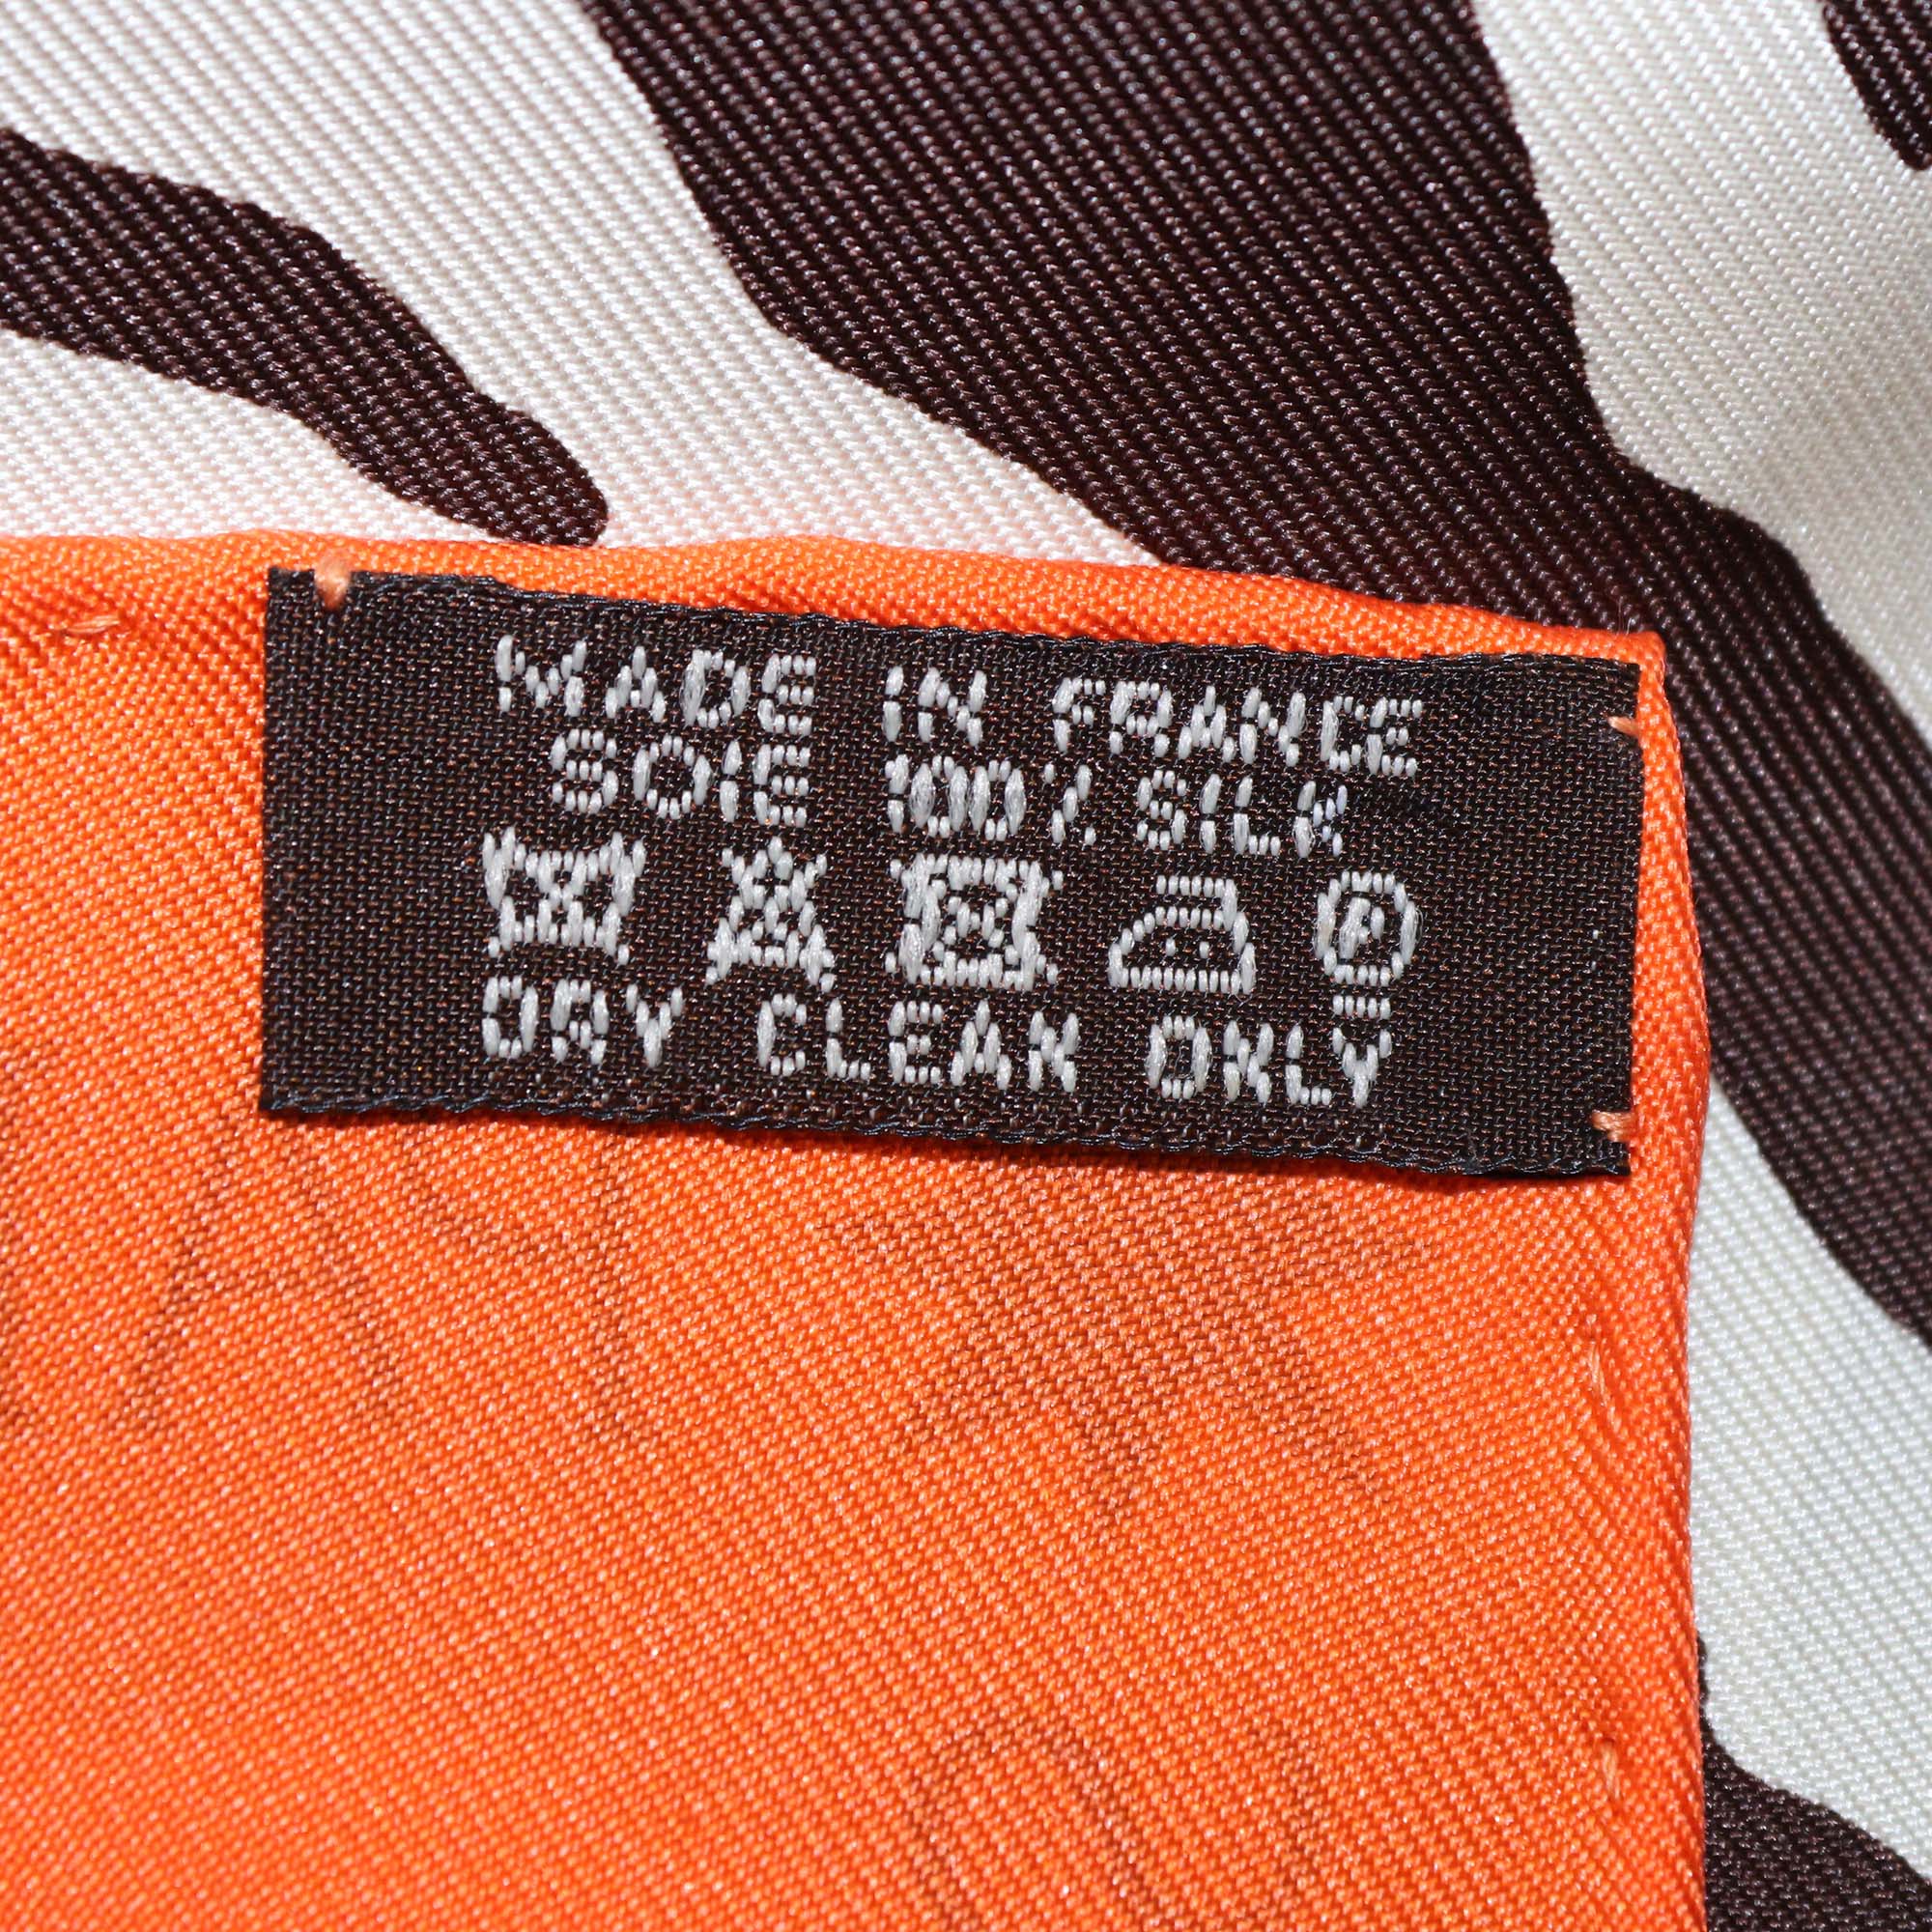 MADE IN FRANCE
SOIE 100% SILK
P
DRY CLEAN ONLY